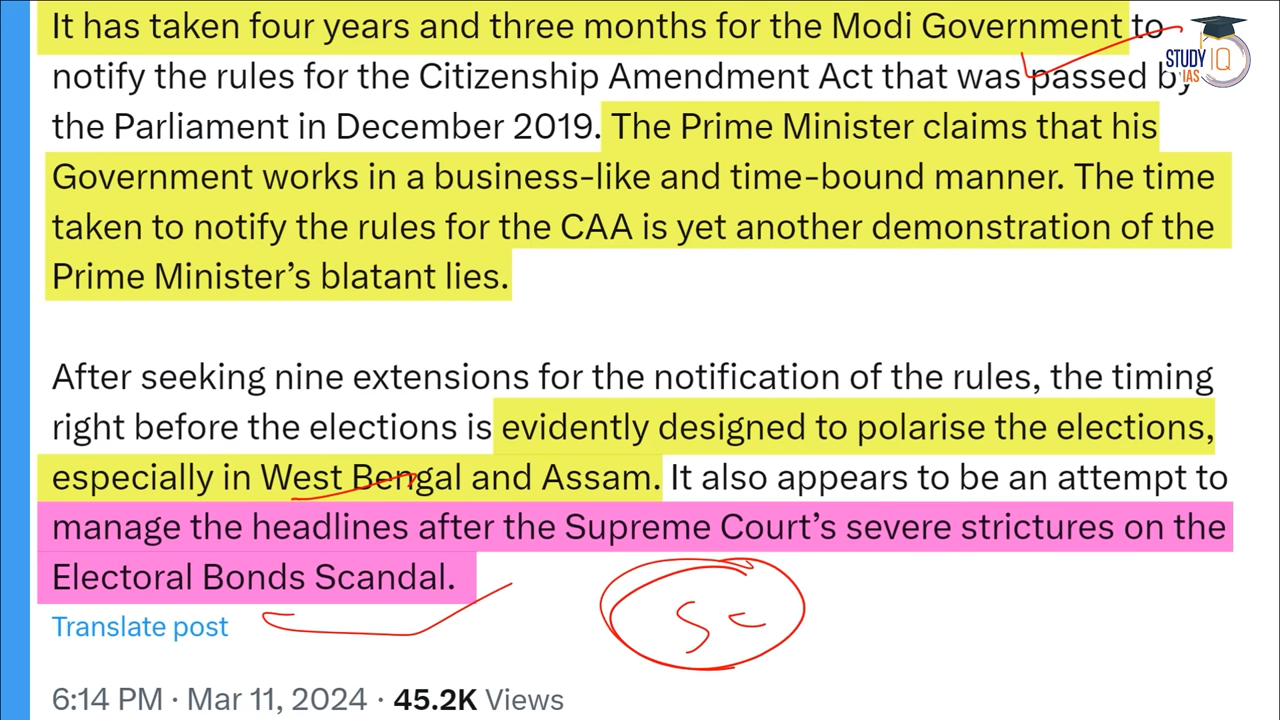 It has taken four years and three months for the Modi Government to
notify the rules for the Citizenship Amendment Act that was passed by
the Parliament in December 2019. The Prime Minister claims that his
Government works in a business-like and time-bound manner. The time
taken to notify the rules for the CAA is yet another demonstration of the
Prime Minister’s blatant lies.
After seeking nine extensions for the notification of the rules, the timing
right before the elections is evidently designed to polarise the elections,
especially in West Bengal and Assam. It also appears to be an attempt to
manage the headlines after the Supreme Court’s severe strictures on the
Electoral Bonds Scandal.
Translate post
6:14 PM · Mar 11, 2024 · 45.2K Views
STUDY IQ
IAS
SC